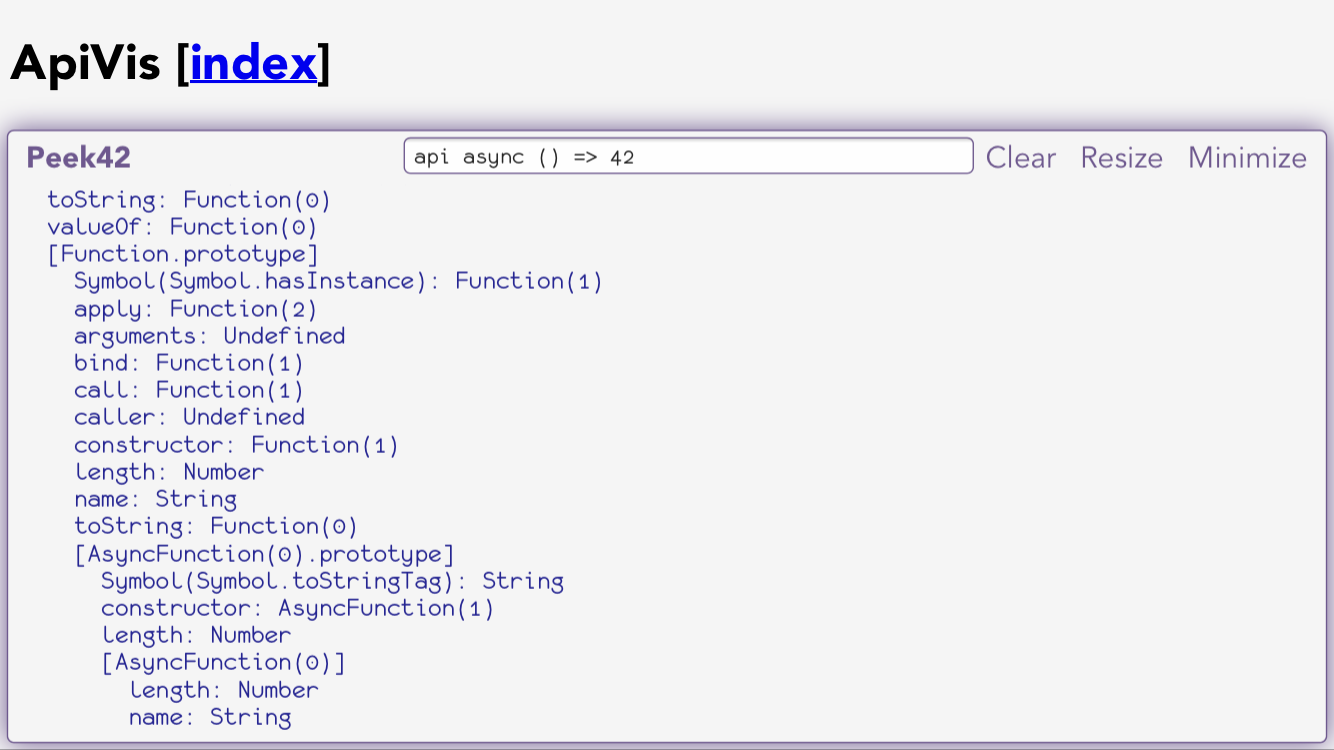 ApiVis [index]
Peek42
api async () => 42
Clear Resize Minimize
toString: Function(0)
valueOf: Function(0)
[Function.prototype]
Symbol(Symbol.hasInstance): Function(1)
apply: Function(2)
arguments: Undefined
bind: Function(1)
call: Function(1)
caller: Undefined
constructor: Function(1)
length: Number
name: String
toString: Function(0)
[AsyncFunction(0).prototype]
Symbol(Symbol.toStringTag): String
constructor: AsyncFunction(1)
length: Number
[AsyncFunction(0)]
length: Number
name: String